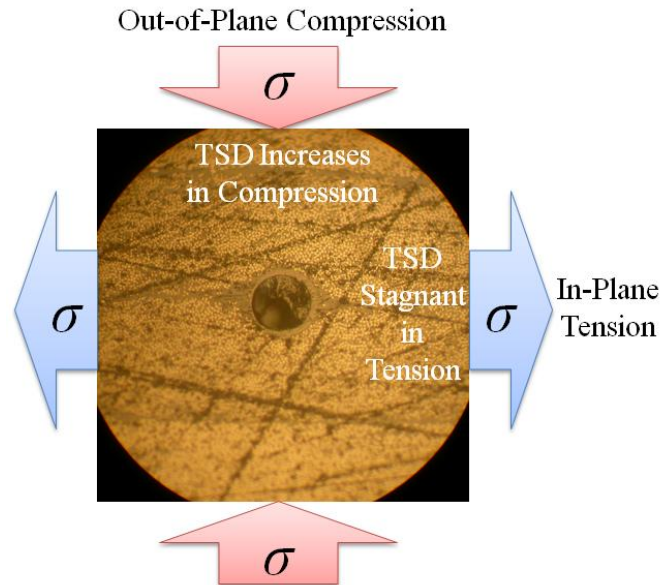 Out-of-Plane Compression
σ
TSD Increases
in Compression
TSD
Stagnant
in
Tension
σ
σ
In-Plane
Tension
σ